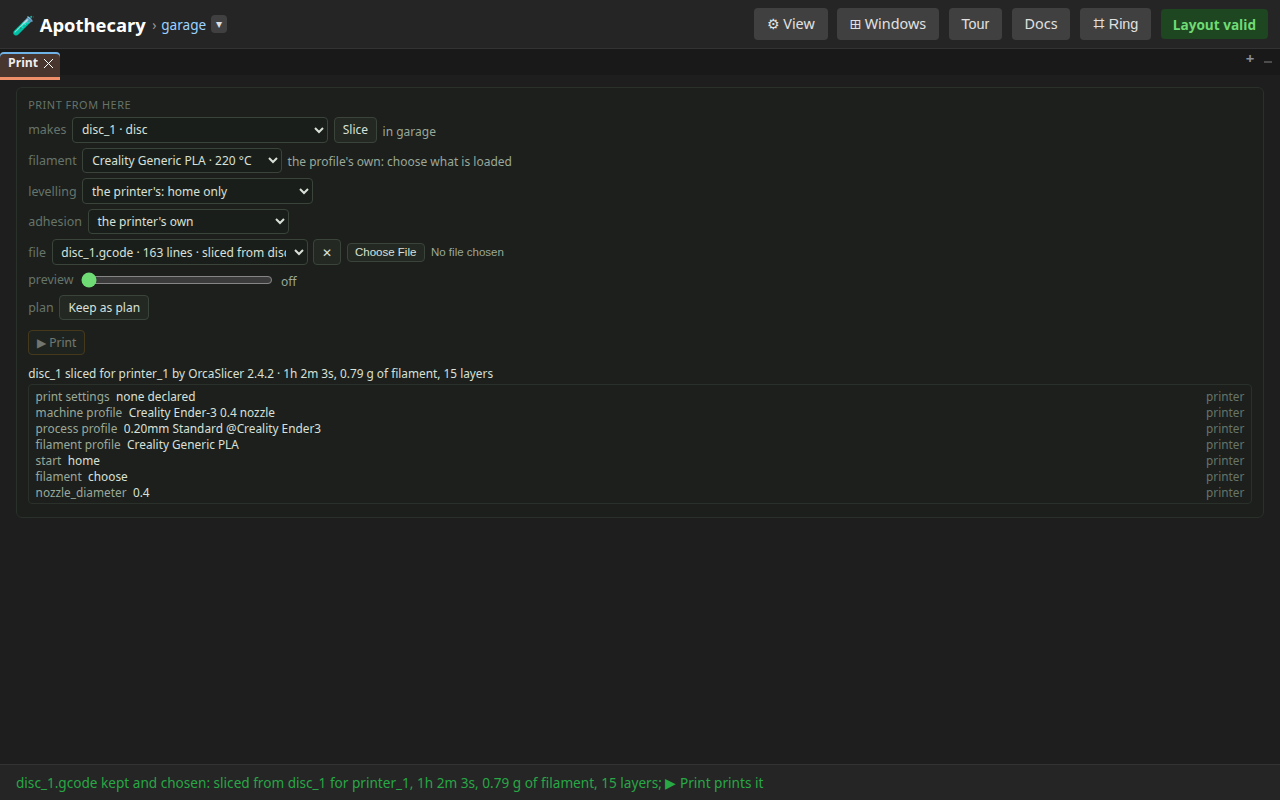 Apothecary › garage ▾ ⚙ View ⊞ Windows Tour Docs ⌗ Ring Layout valid
Print ✕ + –
PRINT FROM HERE
makes disc_1 · disc Slice in garage
filament Creality Generic PLA · 220 °C the profile's own: choose what is loaded
levelling the printer's: home only
adhesion the printer's own
file disc_1.gcode · 163 lines · sliced from disc ✕ Choose File No file chosen
preview off
plan Keep as plan
▶ Print
disc_1 sliced for printer_1 by OrcaSlicer 2.4.2 · 1h 2m 3s, 0.79 g of filament, 15 layers
print settings none declared printer
machine profile Creality Ender-3 0.4 nozzle printer
process profile 0.20mm Standard @Creality Ender3 printer
filament profile Creality Generic PLA printer
start home printer
filament choose printer
nozzle_diameter 0.4 printer
disc_1.gcode kept and chosen: sliced from disc_1 for printer_1, 1h 2m 3s, 0.79 g of filament, 15 layers; ▶ Print prints it